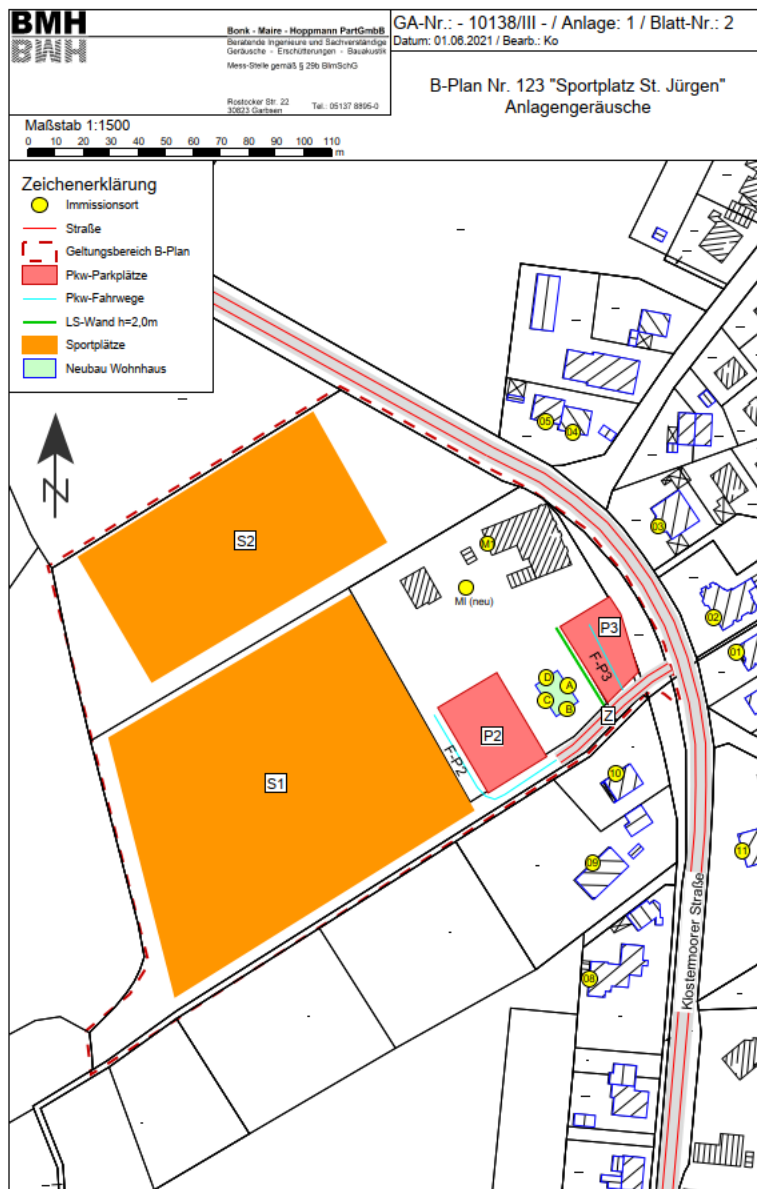 BMH
BWH
Bonk - Maire - Hoppmann PartGmbB
Beratende Ingenieure und Sachverständige
Geräusche - Erschütterungen - Bauakustik
Mess-Stelle gemäß § 29b BImSchG
Rostocker Str. 22
30823 Garbsen
Tel.: 05137 8895-0
GA-Nr.: - 10138/III - / Anlage: 1 / Blatt-Nr.: 2
Datum: 01.06.2021 / Bearb.: Ko
B-Plan Nr. 123 "Sportplatz St. Jürgen"
Anlagengeräusche
Maßstab 1:1500
0 10 20 30 40 50 60 70 80 90 100 110
m
Zeichenerklärung
Immissionsort
Straße
Geltungsbereich B-Plan
Pkw-Parkplätze
Pkw-Fahrwege
LS-Wand h=2,0m
Sportplätze
Neubau Wohnhaus
N
05
04
03
S2
M1
MI (neu)
02
P3
01
F-P3
D
A
C
B
Z
P2
F-P2
S1
10
11
09
Klostermoorer Straße
08